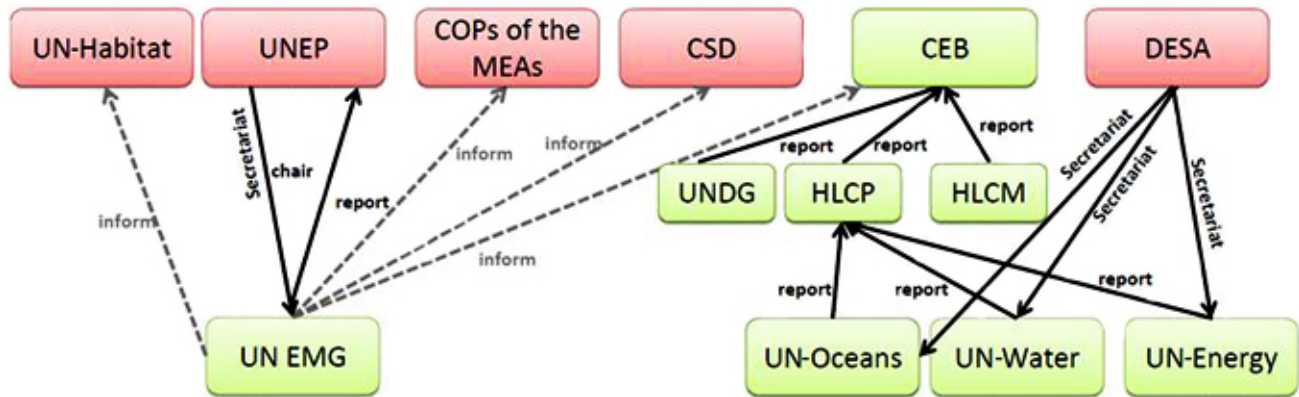 UN-Habitat
UNEP
COPs of the
MEAs
CSD
CEB
DESA
Secretariat
chair
report
inform
inform
inform
inform
report
report
report
UNDG
HLCP
HLCM
Secretariat
Secretariat
Secretariat
report
report
report
UN EMG
UN-Oceans
UN-Water
UN-Energy